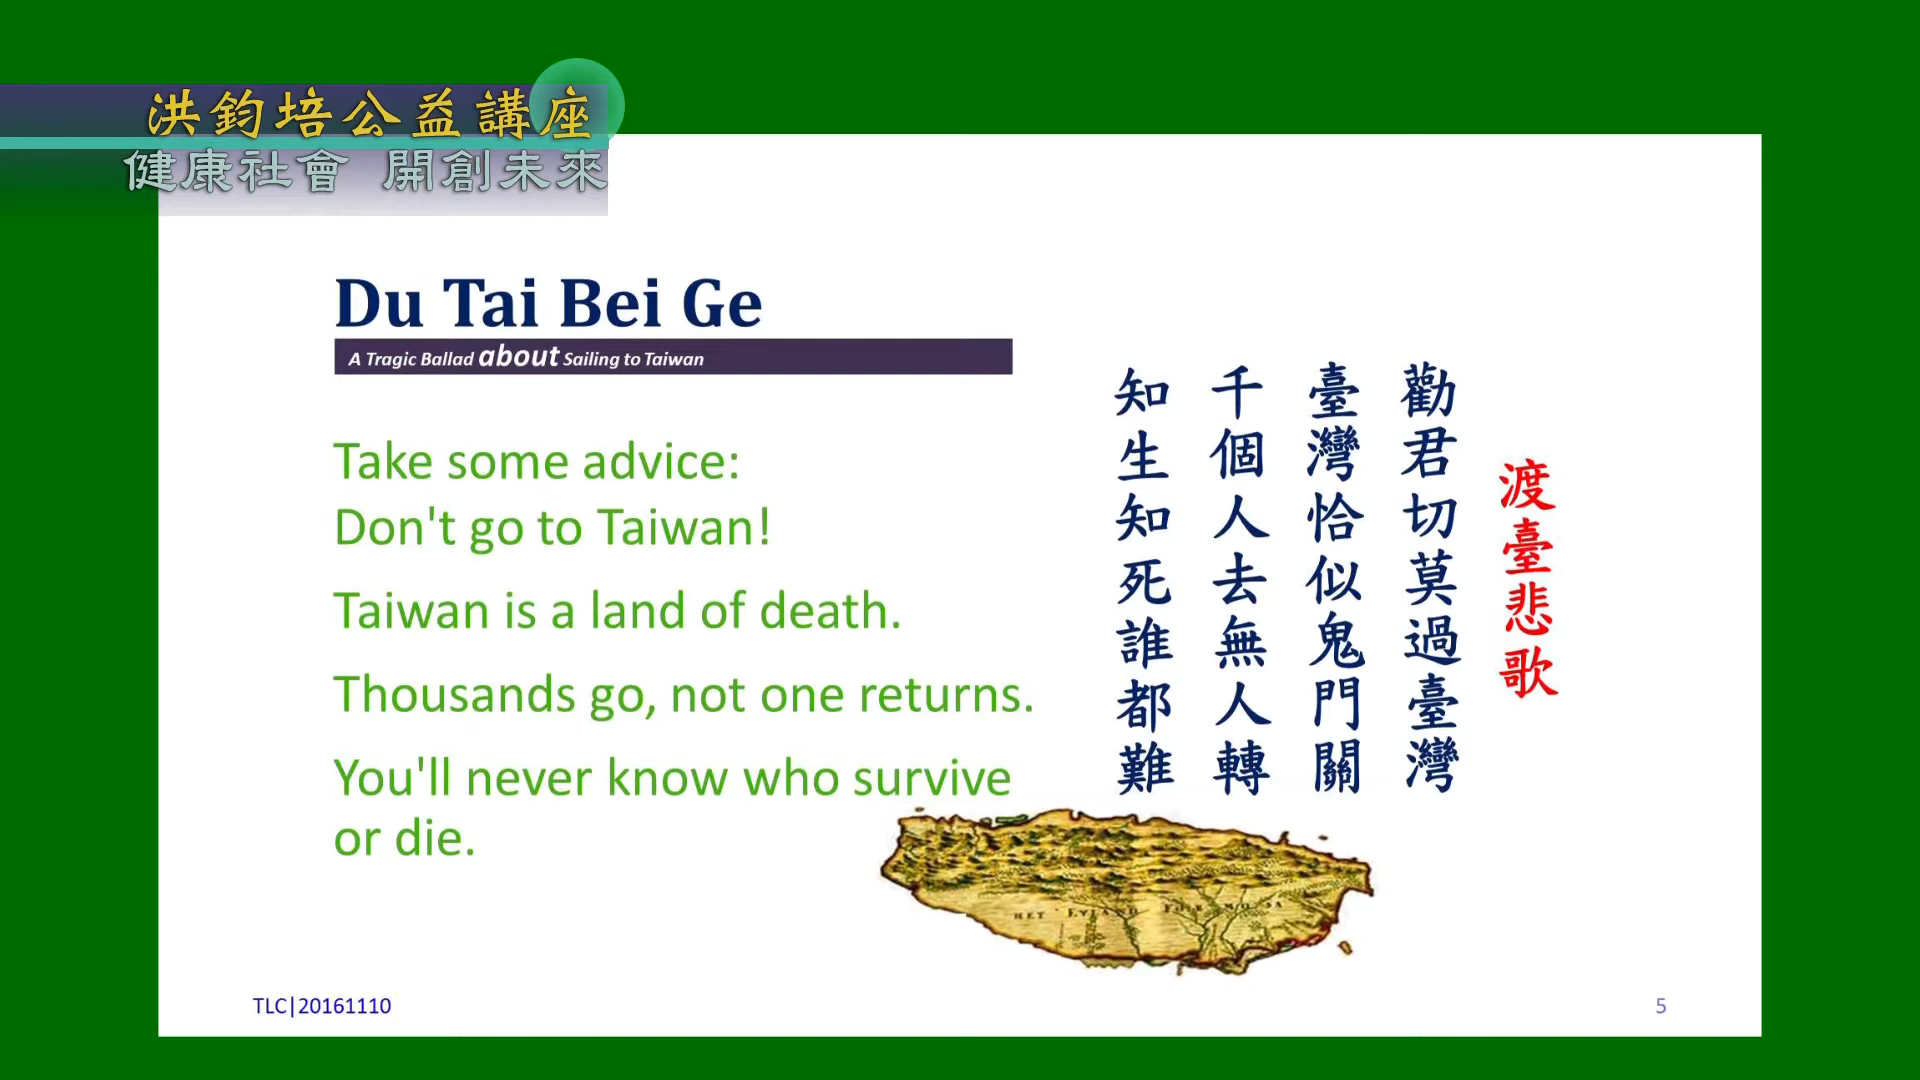 洪鈞培公益講座
健康社會 開創未來
Du Tai Bei Ge
A Tragic Ballad about Sailing to Taiwan
Take some advice:
Don't go to Taiwan!
Taiwan is a land of death.
Thousands go, not one returns.
You'll never know who survive
or die.
渡臺悲歌
勸君切莫過臺灣
臺灣恰似鬼門關
千個人去無人轉
知生知死誰都難
HET EYLAND FORMOSA
TLC|20161110
5